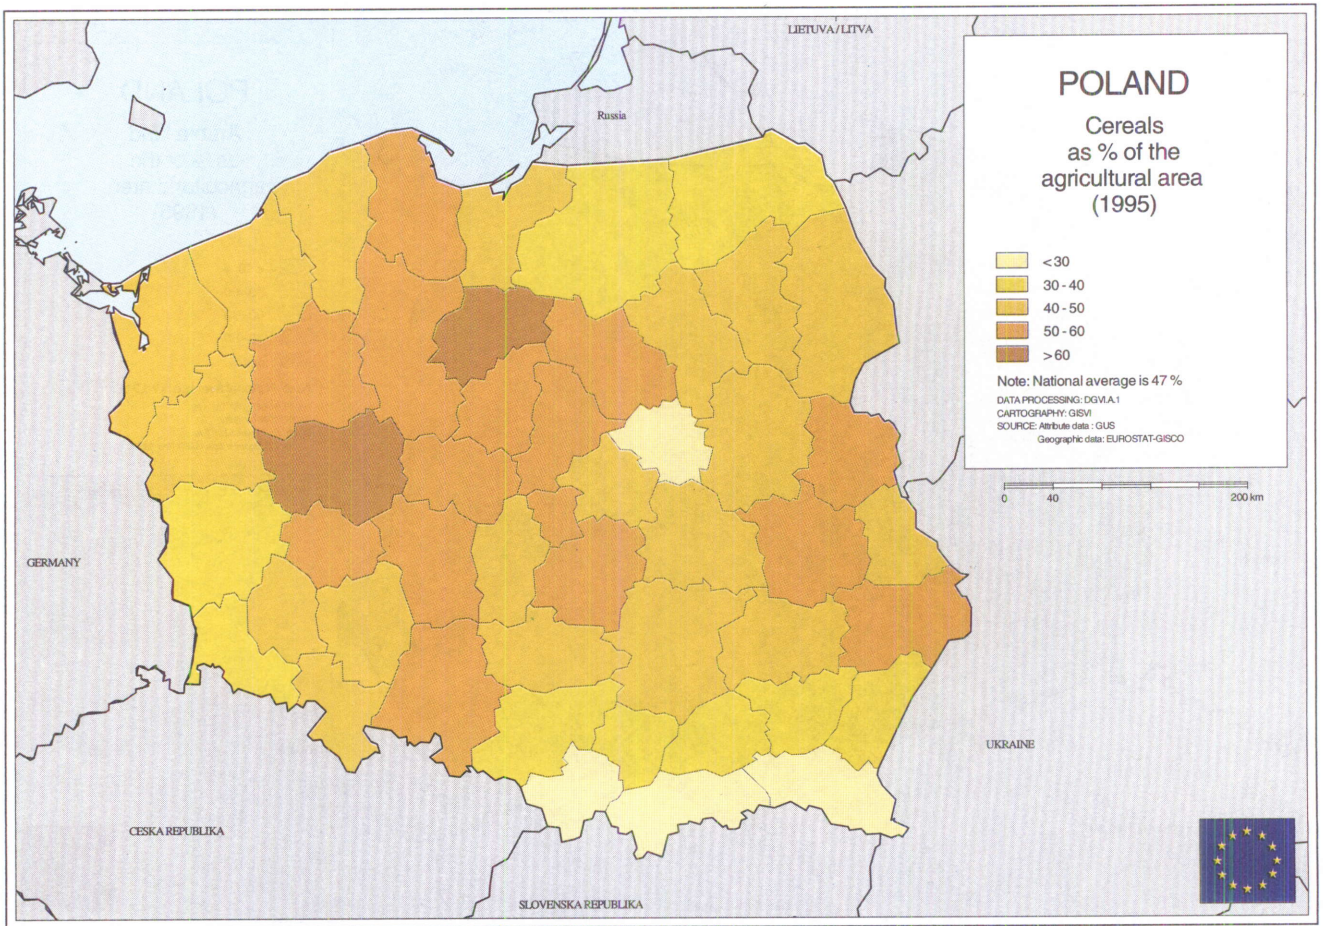 LIETUVA / LITVA
Russia
POLAND
Cereals
as % of the
agricultural area
(1995)
<30
30 - 40
40 - 50
50 - 60
>60
Note: National average is 47 %
DATA PROCESSING: DGVI.A.1
CARTOGRAPHY: GISVI
SOURCE: Attribute data : GUS
Geographic data: EUROSTAT-GISCO
0 40 200 km
GERMANY
UKRAINE
CESKA REPUBLIKA
SLOVENSKA REPUBLIKA